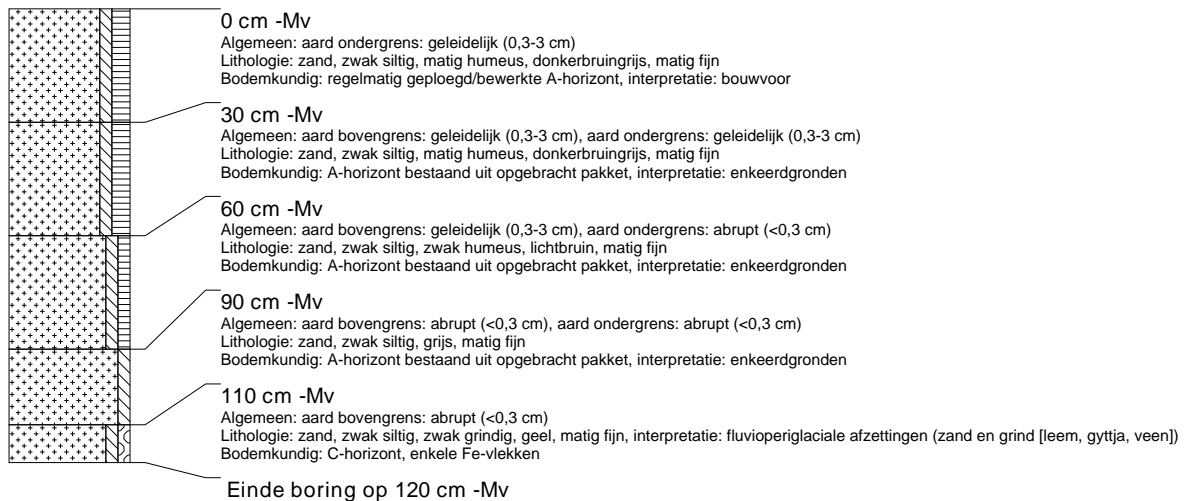 0 cm -Mv
Algemeen: aard ondergrens: geleidelijk (0,3-3 cm)
Lithologie: zand, zwak siltig, matig humeus, donkerbruingrijs, matig fijn
Bodemkundig: regelmatig geploegd/bewerkte A-horizont, interpretatie: bouwvoor
30 cm -Mv
Algemeen: aard bovengrens: geleidelijk (0,3-3 cm), aard ondergrens: geleidelijk (0,3-3 cm)
Lithologie: zand, zwak siltig, matig humeus, donkerbruingrijs, matig fijn
Bodemkundig: A-horizont bestaand uit opgebracht pakket, interpretatie: enkeerdgronden
60 cm -Mv
Algemeen: aard bovengrens: geleidelijk (0,3-3 cm), aard ondergrens: abrupt (<0,3 cm)
Lithologie: zand, zwak siltig, zwak humeus, lichtbruin, matig fijn
Bodemkundig: A-horizont bestaand uit opgebracht pakket, interpretatie: enkeerdgronden
90 cm -Mv
Algemeen: aard bovengrens: abrupt (<0,3 cm), aard ondergrens: abrupt (<0,3 cm)
Lithologie: zand, zwak siltig, grijs, matig fijn
Bodemkundig: A-horizont bestaand uit opgebracht pakket, interpretatie: enkeerdgronden
110 cm -Mv
Algemeen: aard bovengrens: abrupt (<0,3 cm)
Lithologie: zand, zwak siltig, zwak grindig, geel, matig fijn, interpretatie: fluvioperiglaciale afzettingen (zand en grind [leem, gyttja, veen])
Bodemkundig: C-horizont, enkele Fe-vlekken
Einde boring op 120 cm -Mv